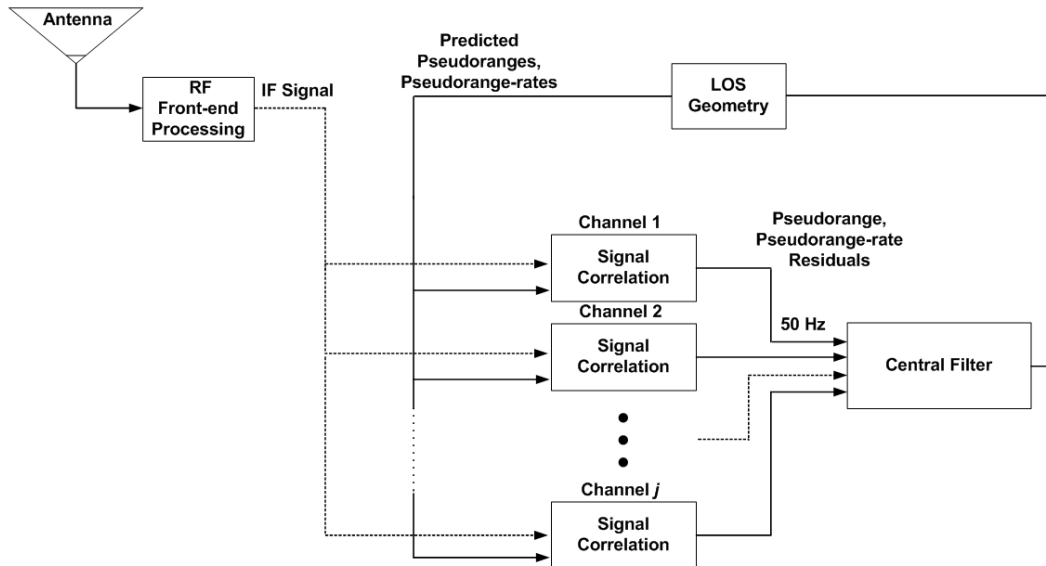 Antenna
RF
Front-end
Processing
IF Signal
Predicted
Pseudoranges,
Pseudorange-rates
LOS
Geometry
Channel 1
Signal
Correlation
Pseudorange,
Pseudorange-rate
Residuals
Channel 2
Signal
Correlation
50 Hz
Central Filter
Channel j
Signal
Correlation